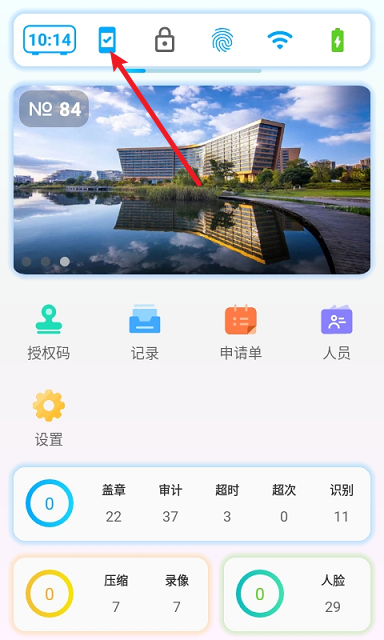 10:14
№ 84
授权码 记录 申请单 人员
设置
0 盖章 审计 超时 超次 识别
22 37 3 0 11
0 压缩 录像 0 人脸
7 7 29